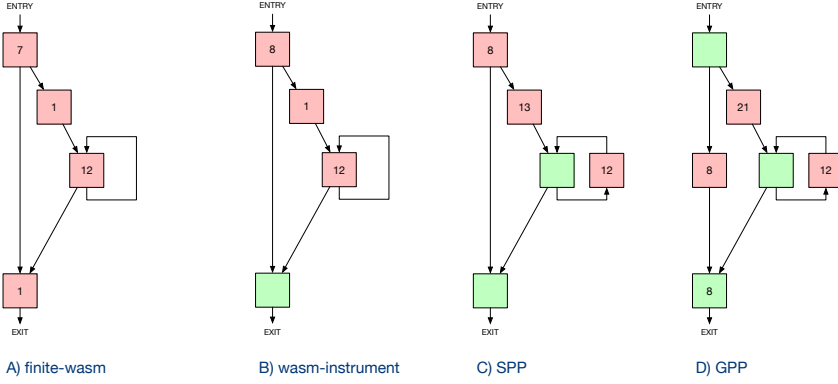 ENTRY ENTRY ENTRY ENTRY
7 8 8
1 1 13 21
12 12 12 8 12
1 8
EXIT EXIT EXIT EXIT
A) finite-wasm B) wasm-instrument C) SPP D) GPP